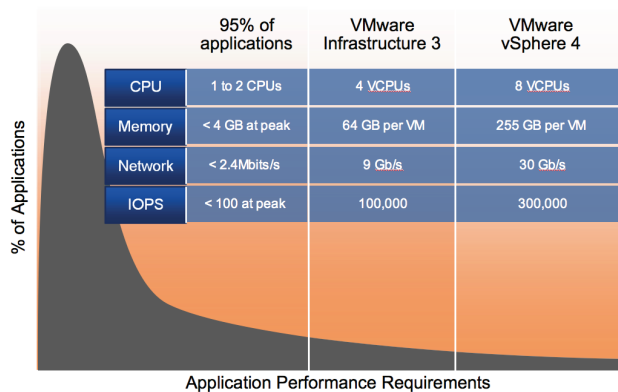 95% of
applications
VMware
Infrastructure 3
VMware
vSphere 4
CPU
1 to 2 CPUs
4 VCPUs
8 VCPUs
Memory
< 4 GB at peak
64 GB per VM
255 GB per VM
Network
< 2.4Mbits/s
9 Gb/s
30 Gb/s
IOPS
< 100 at peak
100,000
300,000
% of Applications
Application Performance Requirements